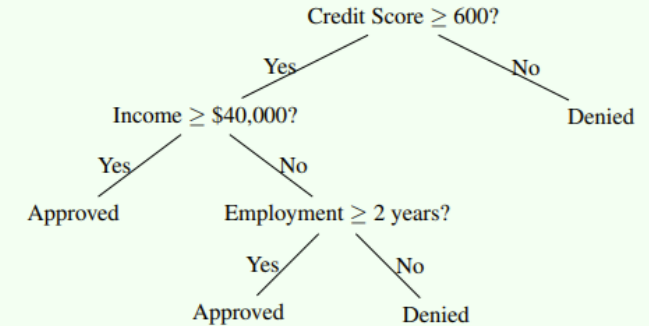 Credit Score ≥ 600?
Yes
No
Income ≥ $40,000?
Denied
Yes
No
Approved
Employment ≥ 2 years?
Yes
No
Approved
Denied